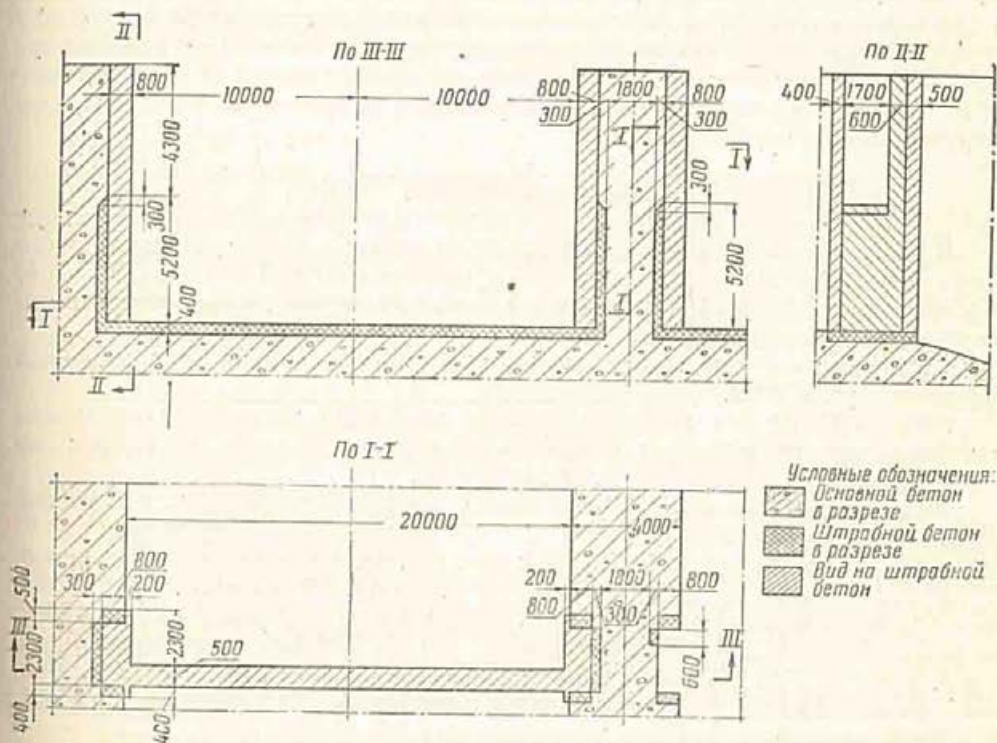 II
По III-III
По II-II
800
10000
10000
800
1800
800
300
300
400
1700
500
600
4300
I
I
300
300
5200
5200
400
I
I
II
По I-I
20000
4000
Условные обозначения:
Основной бетон
в разрезе
Штрабной бетон
в разрезе
Вид на штрабной
бетон
800
300
200
200
1800
800
800
300
500
III
2300
2300
500
III
600
400
400